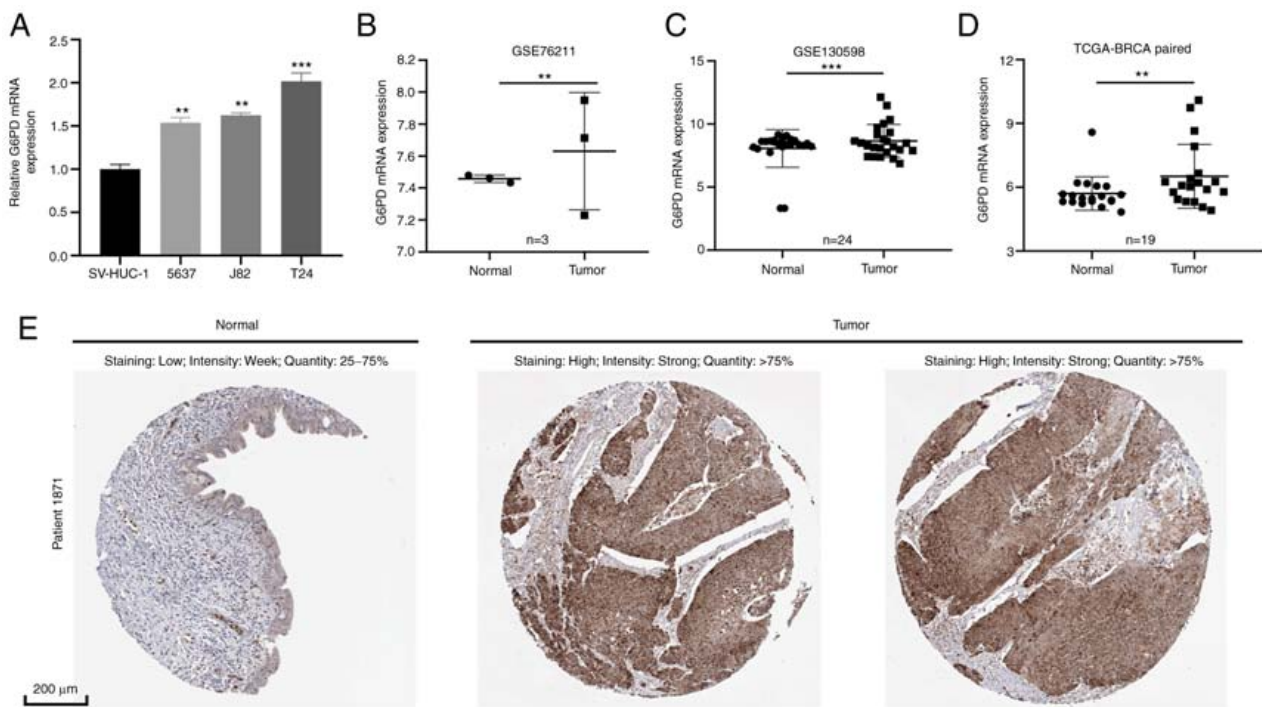 A
Relative G6PD mRNA
expression
2.5
2.0
1.5
1.0
0.5
0.0
**
**
***
SV-HUC-1 5637 J82 T24
B
GSE76211
G6PD mRNA expression
8.2
8.0
7.8
7.6
7.4
7.2
7.0
**
n=3
Normal Tumor
C
GSE130598
G6PD mRNA expression
15
10
5
0
***
n=24
Normal Tumor
D
TCGA-BRCA paired
G6PD mRNA expression
12
9
6
3
**
n=19
Normal Tumor
E
Normal
Tumor
Staining: Low; Intensity: Week; Quantity: 25–75%
Staining: High; Intensity: Strong; Quantity: >75%
Staining: High; Intensity: Strong; Quantity: >75%
Patient 1871
200 μm